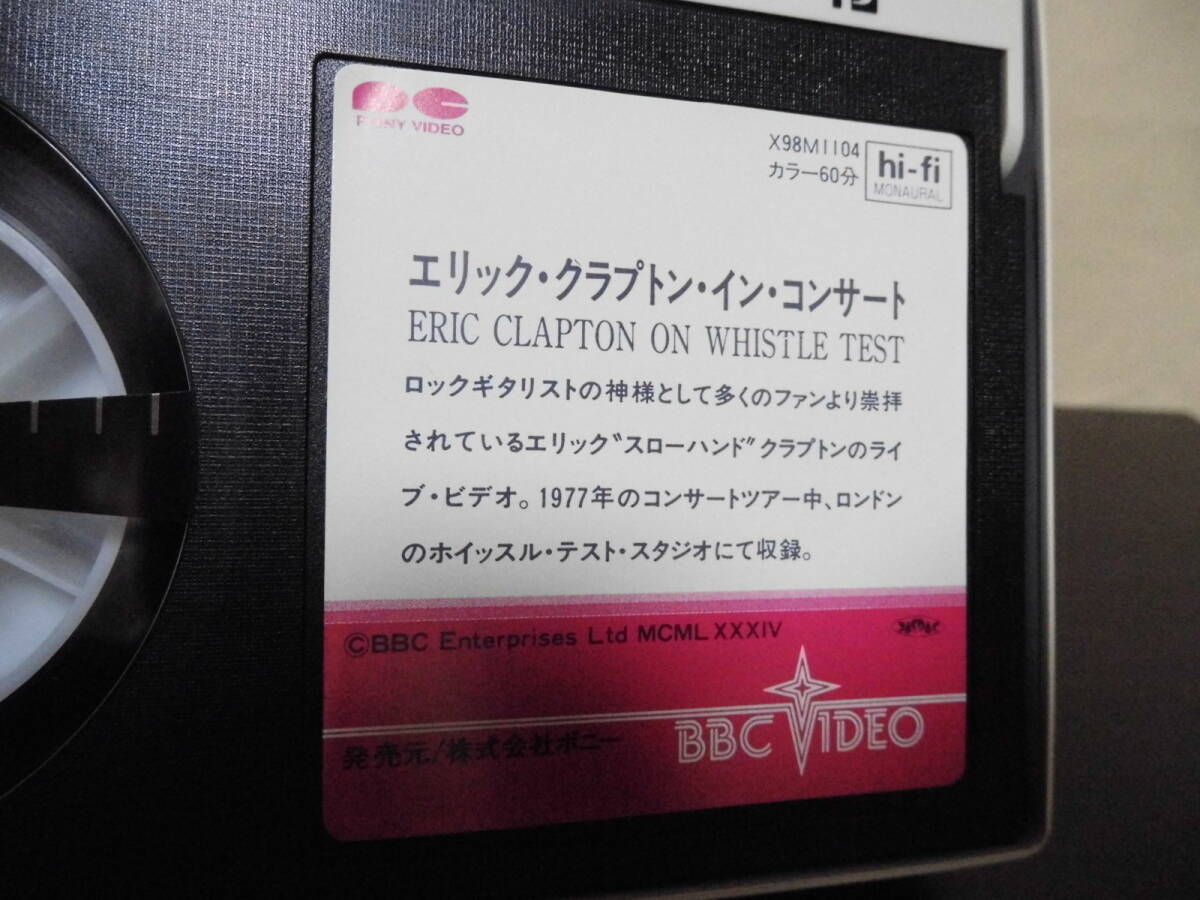 PONY VIDEO
X98M1104
カラー60分
hi-fi
MONAURAL
エリック・クラプトン・イン・コンサート
ERIC CLAPTON ON WHISTLE TEST
ロックギタリストの神様として多くのファンより崇拝
されているエリック“スローハンド”クラプトンのライ
ブ・ビデオ。1977年のコンサートツアー中、ロンドン
のホイッスル・テスト・スタジオにて収録。
©BBC Enterprises Ltd MCMLXXXIV
BBC VIDEO
発売元/株式会社ポニー